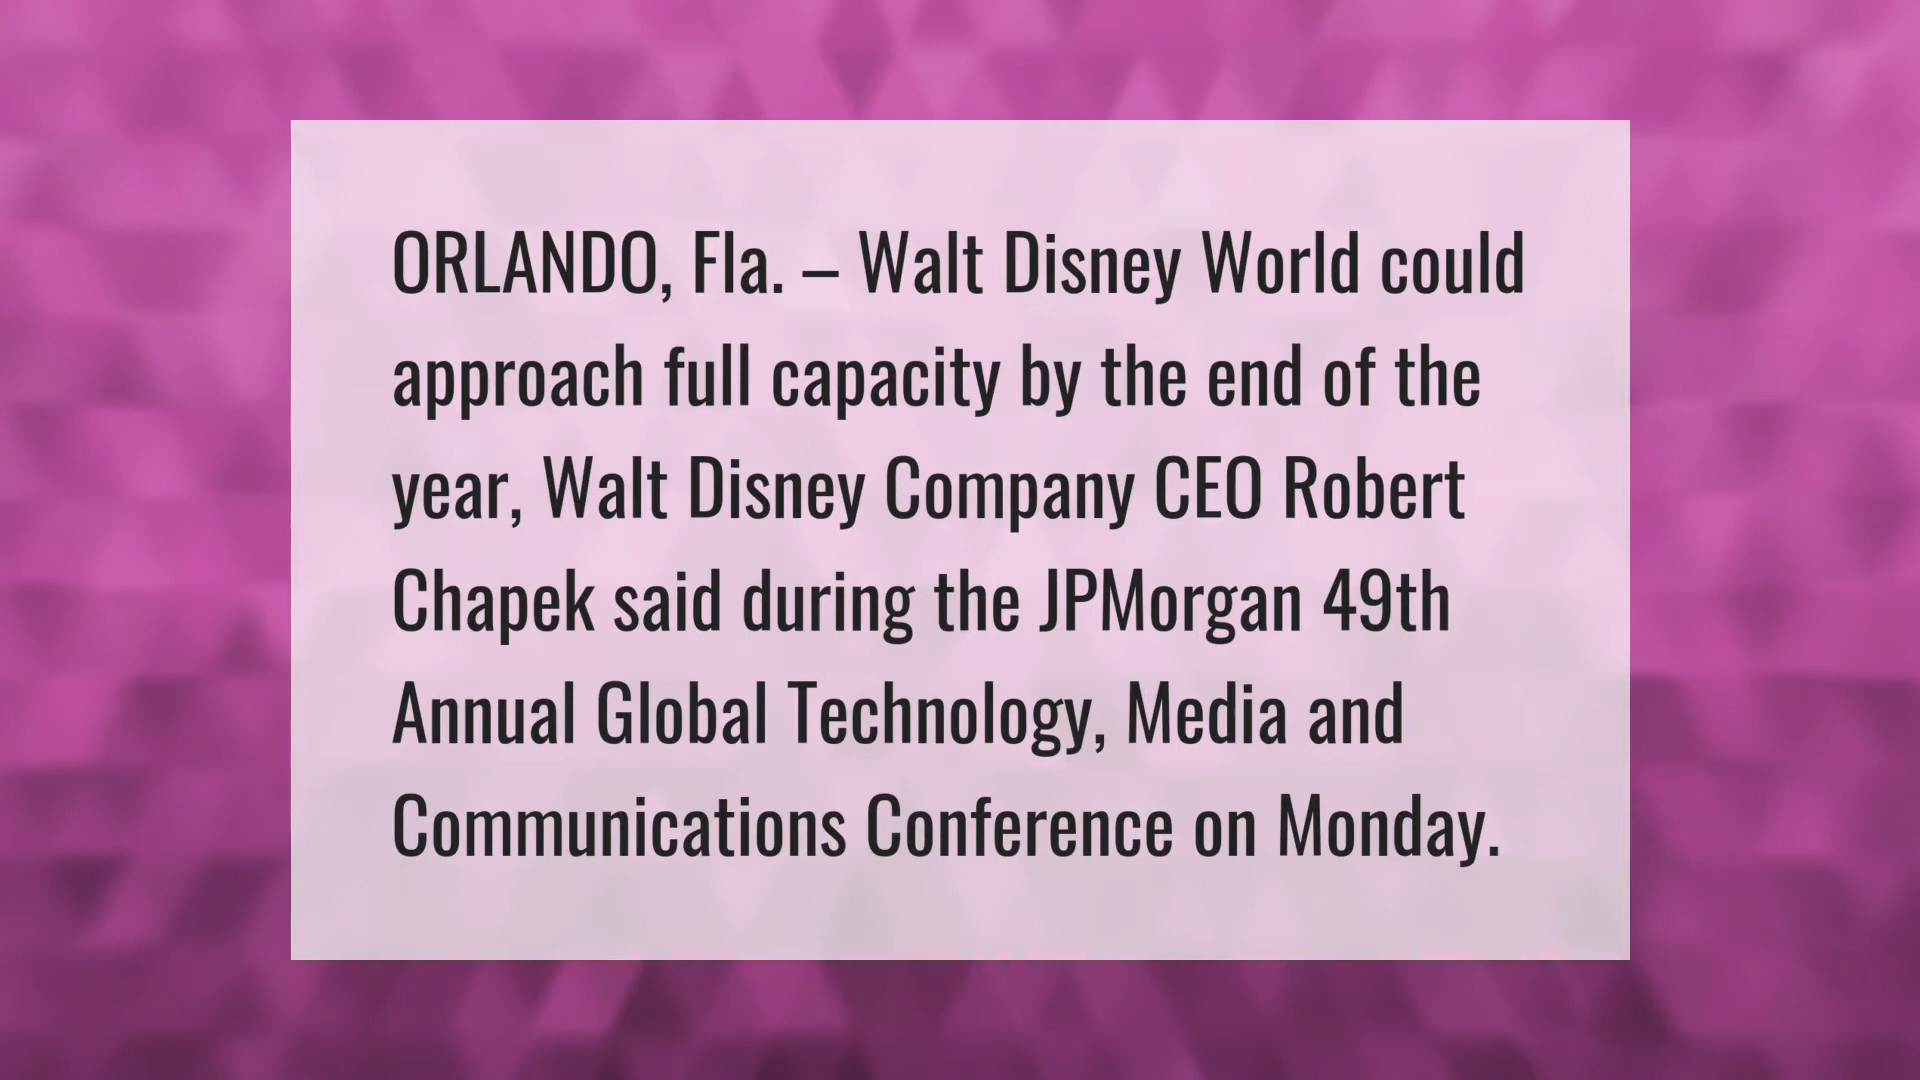 ORLANDO, Fla. – Walt Disney World could
approach full capacity by the end of the
year, Walt Disney Company CEO Robert
Chapek said during the JPMorgan 49th
Annual Global Technology, Media and
Communications Conference on Monday.